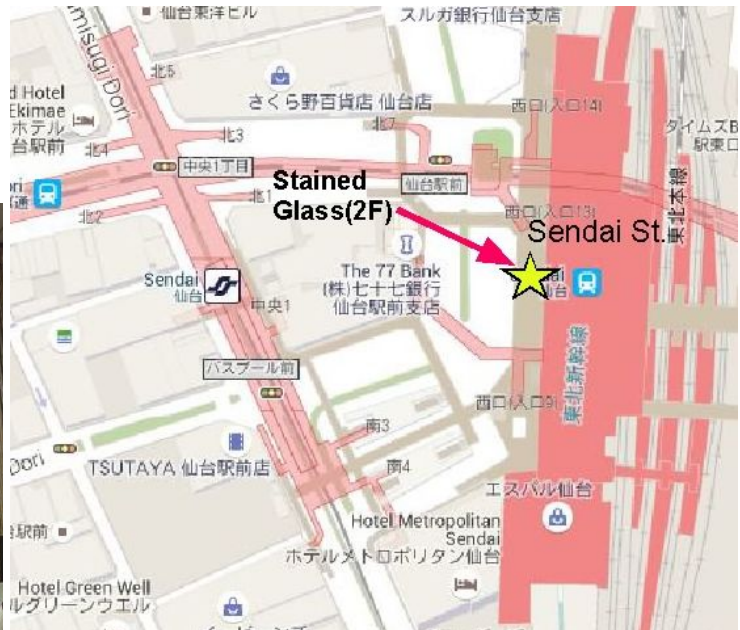 仙台東洋ビル
スルガ銀行仙台支店
北5
Hotel
Ekimae
ホテル
台駅前
さくら野百貨店 仙台店
西口(入口14)
北7
北3
北4
タイムズB
駅東口
中央1丁目
仙台駅前
Stained
Glass(2F)
北1
北2
西口(入口13)
東北本線
Sendai St.
The 77 Bank
(株)七十七銀行
仙台駅前支店
Sendai
仙台
中央1
バスプール前
東北新幹線
西口(入口9)
南3
Dori
TSUTAYA 仙台駅前店
南4
エスパル仙台
Hotel Metropolitan
Sendai
ホテルメトロポリタン仙台
Hotel Green Well
ルグリーンウエル